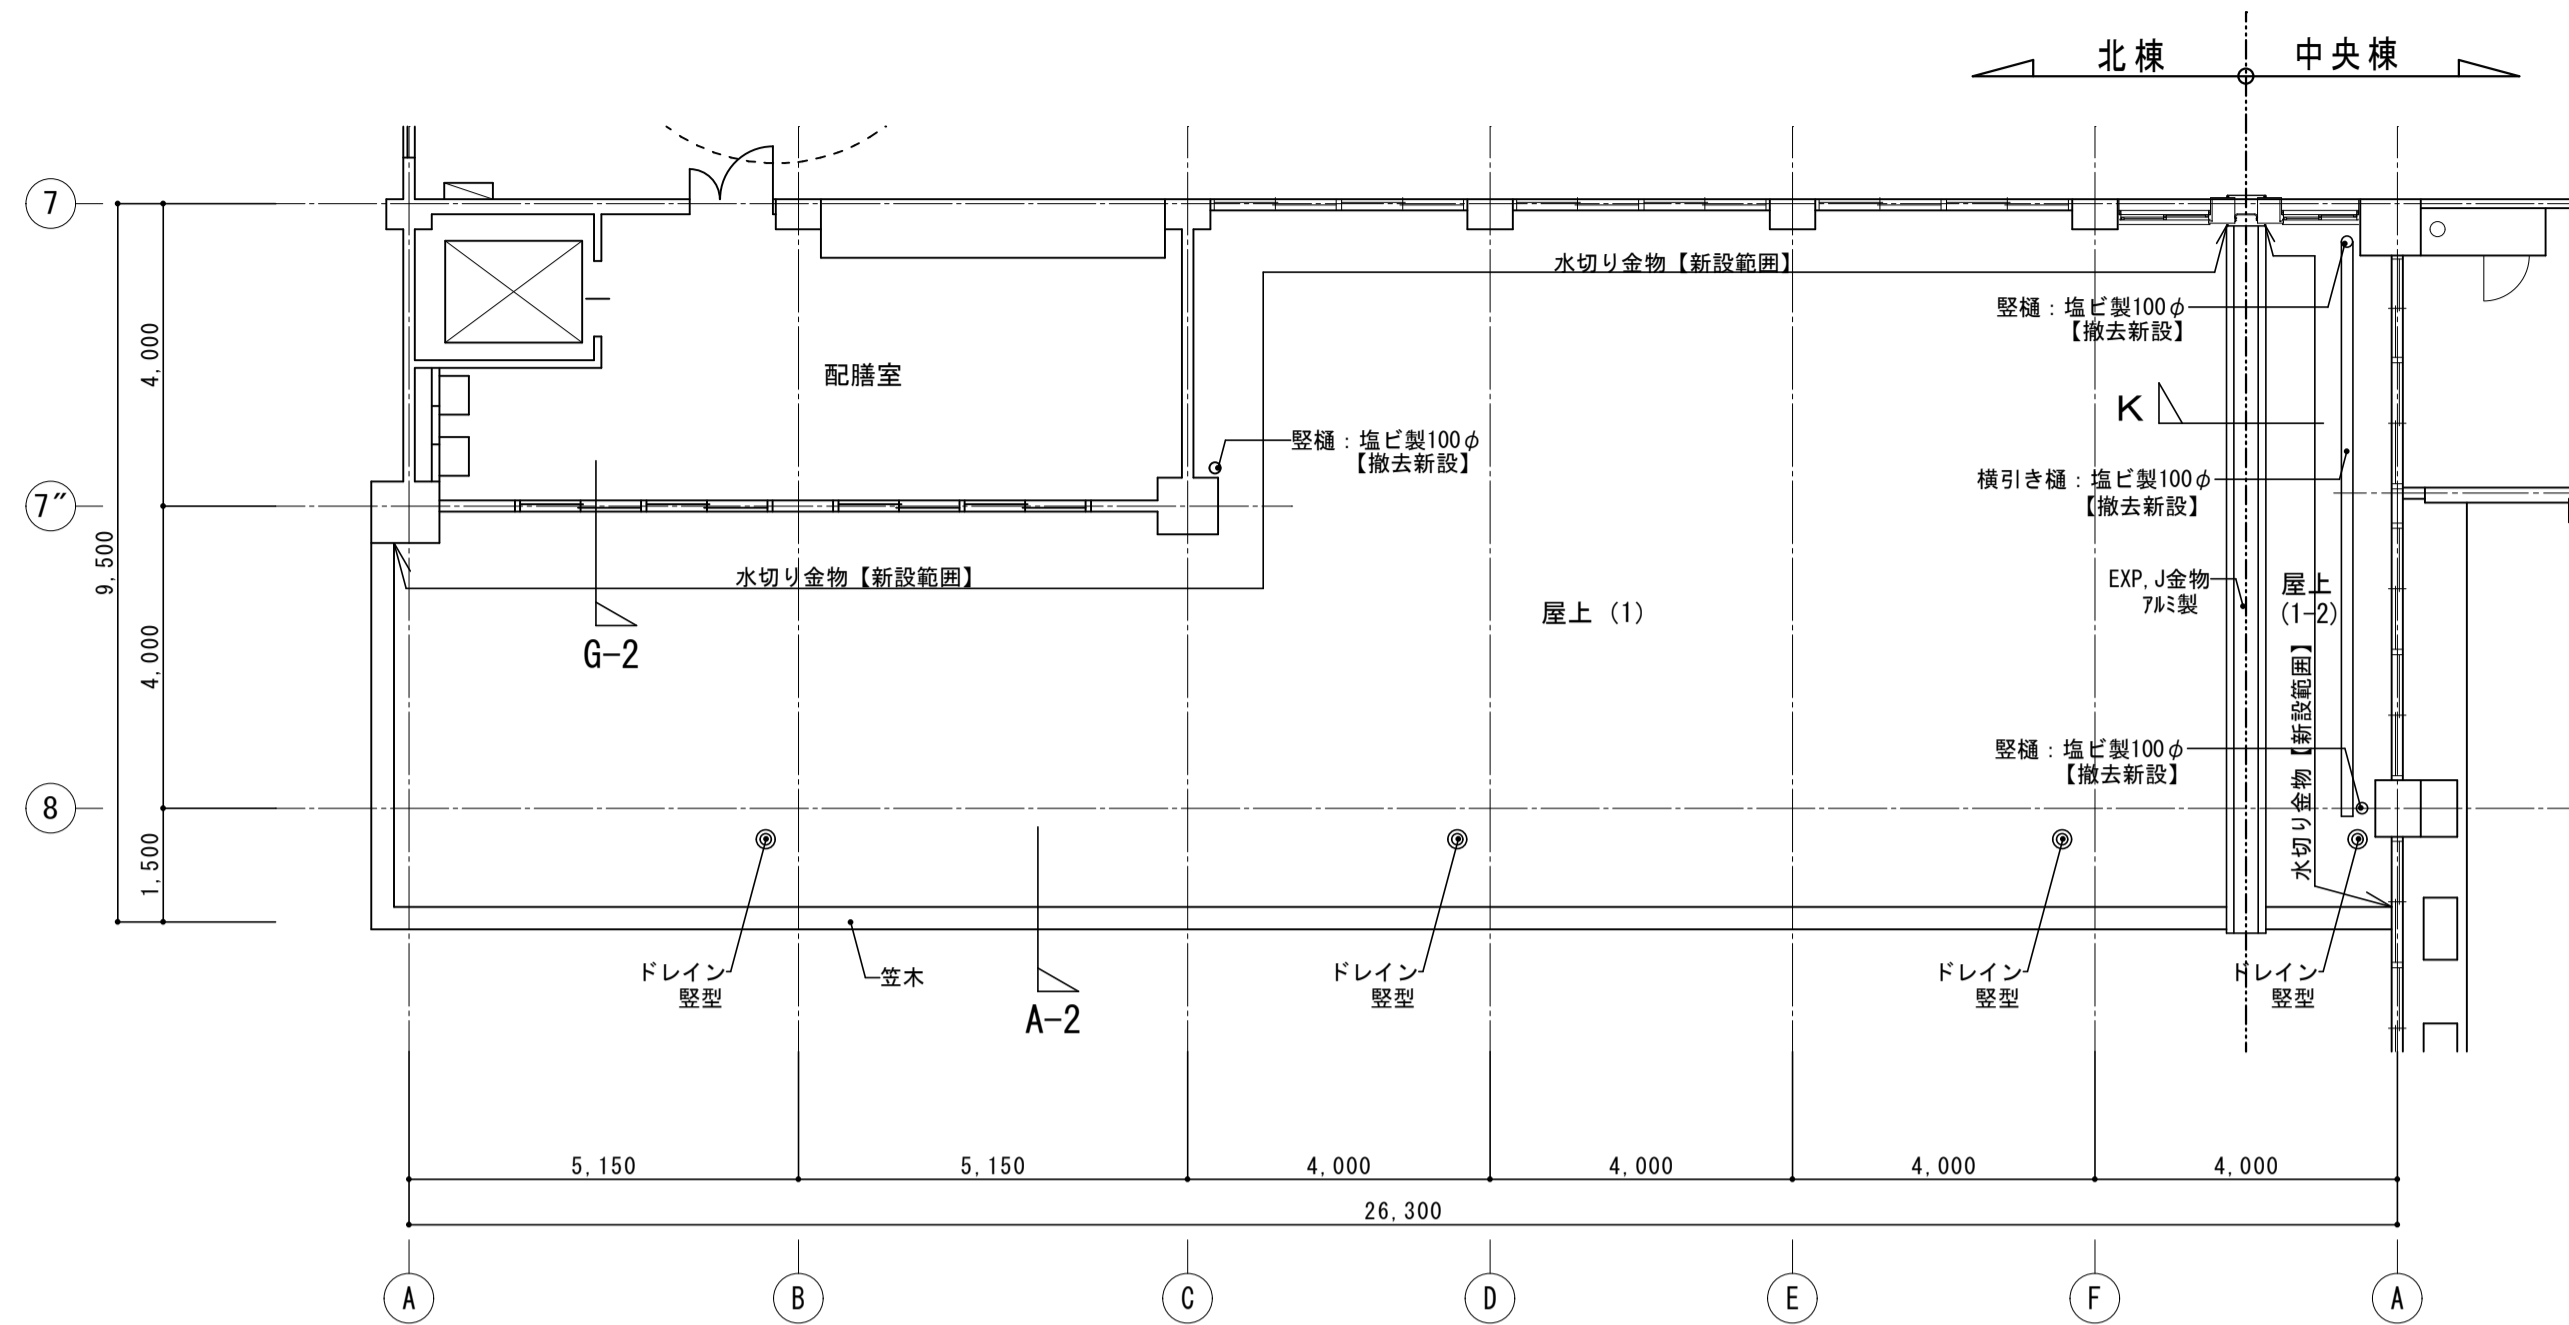 北棟
中央棟
7
水切り金物【新設範囲】
竪樋：塩ビ製100φ
【撤去新設】
4,000
配膳室
K
竪樋：塩ビ製100φ
【撤去新設】
横引き樋：塩ビ製100φ
【撤去新設】
7″
9,500
水切り金物【新設範囲】
EXP,J金物
ｱﾙﾐ製
屋上
(1-2)
屋上 (1)
G-2
4,000
水切り金物【新設範囲】
竪樋：塩ビ製100φ
【撤去新設】
8
1,500
ドレイン
竪型
笠木
ドレイン
竪型
ドレイン
竪型
ドレイン
竪型
A-2
5,150
5,150
4,000
4,000
4,000
4,000
26,300
A
B
C
D
E
F
A